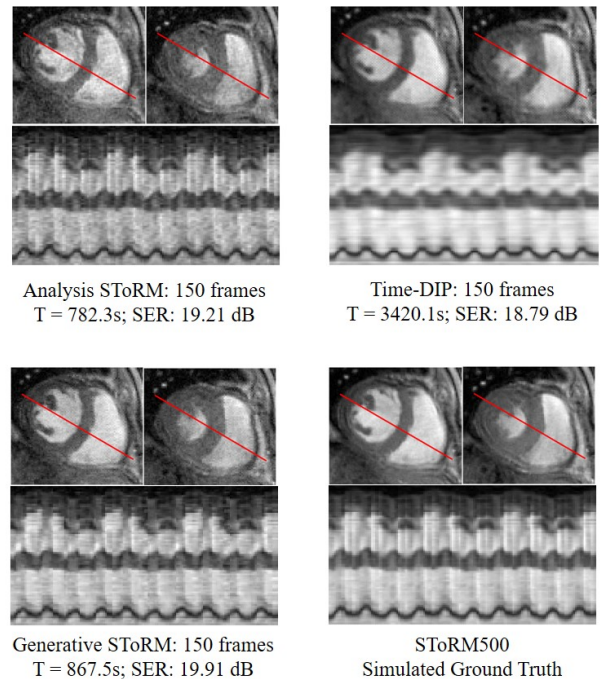 Analysis SToRM: 150 frames
T = 782.3s; SER: 19.21 dB
Time-DIP: 150 frames
T = 3420.1s; SER: 18.79 dB
Generative SToRM: 150 frames
T = 867.5s; SER: 19.91 dB
SToRM500
Simulated Ground Truth